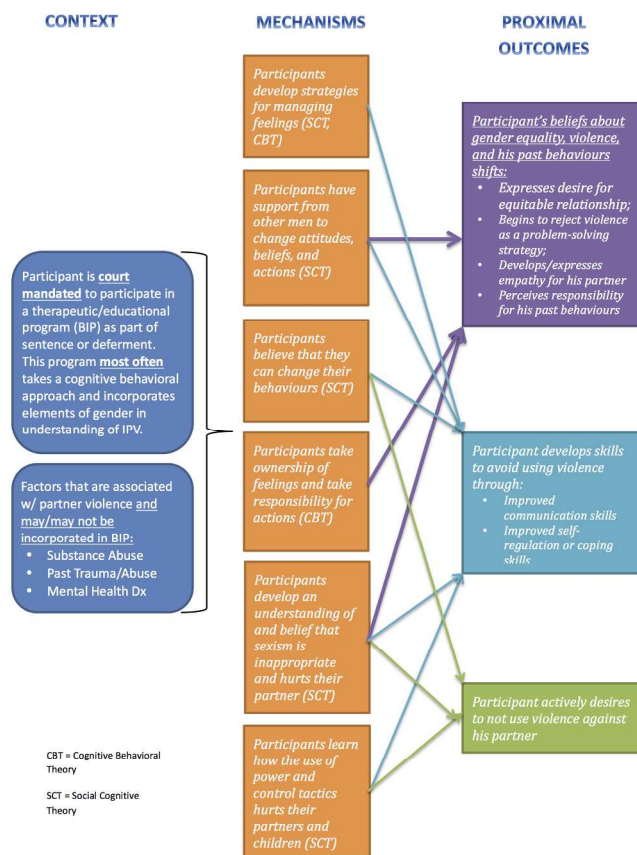 CONTEXT
MECHANISMS
PROXIMAL
OUTCOMES
Participant is court
mandated to participate in
a therapeutic/educational
program (BIP) as part of
sentence or deferment.
This program most often
takes a cognitive behavioral
approach and incorporates
elements of gender in
understanding of IPV.
Factors that are associated
w/ partner violence and
may/may not be
incorporated in BIP:
• Substance Abuse
• Past Trauma/Abuse
• Mental Health Dx
CBT = Cognitive Behavioral
Theory
SCT = Social Cognitive
Theory
Participants
develop strategies
for managing
feelings (SCT,
CBT)
Participants have
support from
other men to
change attitudes,
beliefs, and
actions (SCT)
Participants
believe that they
can change their
behaviours (SCT)
Participants take
ownership of
feelings and take
responsibility for
actions (CBT)
Participants
develop an
understanding of
and belief that
sexism is
inappropriate
and hurts their
partner (SCT)
Participants learn
how the use of
power and
control tactics
hurts their
partners and
children (SCT)
Participant's beliefs about
gender equality, violence,
and his past behaviours
shifts:
• Expresses desire for
equitable relationship;
• Begins to reject violence
as a problem-solving
strategy;
• Develops/expresses
empathy for his partner
• Perceives responsibility
for his past behaviours
Participant develops skills
to avoid using violence
through:
• Improved
communication skills
• Improved self-
regulation or coping
skills
Participant actively desires
to not use violence against
his partner